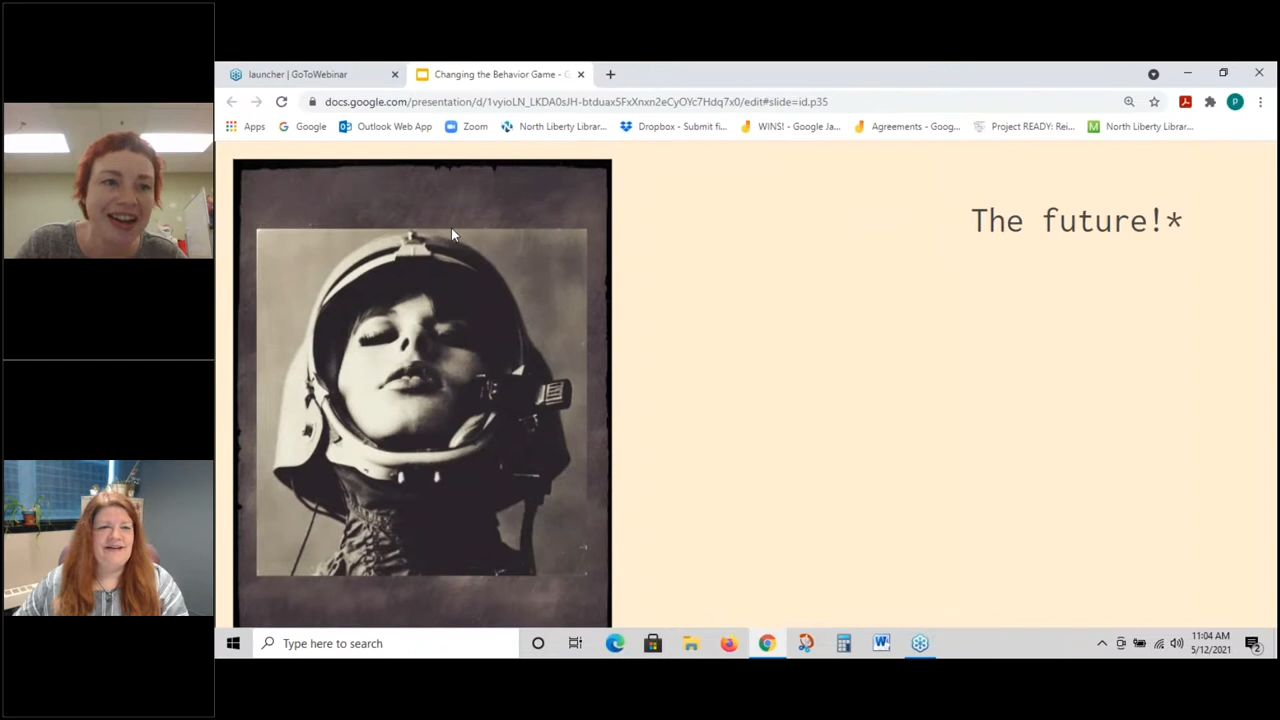 launcher | GoToWebinar
Changing the Behavior Game - G
docs.google.com/presentation/d/1vyioLN_LKDA0sJH-btduax5FxXnxn2eCyOYc7Hdq7x0/edit#slide=id.p35
Apps Google Outlook Web App Zoom North Liberty Librar... Dropbox - Submit fi... WINS! - Google Ja... Agreements - Goog... Project READY: Rei... North Liberty Librar...
The future!*
Type here to search
11:04 AM
5/12/2021